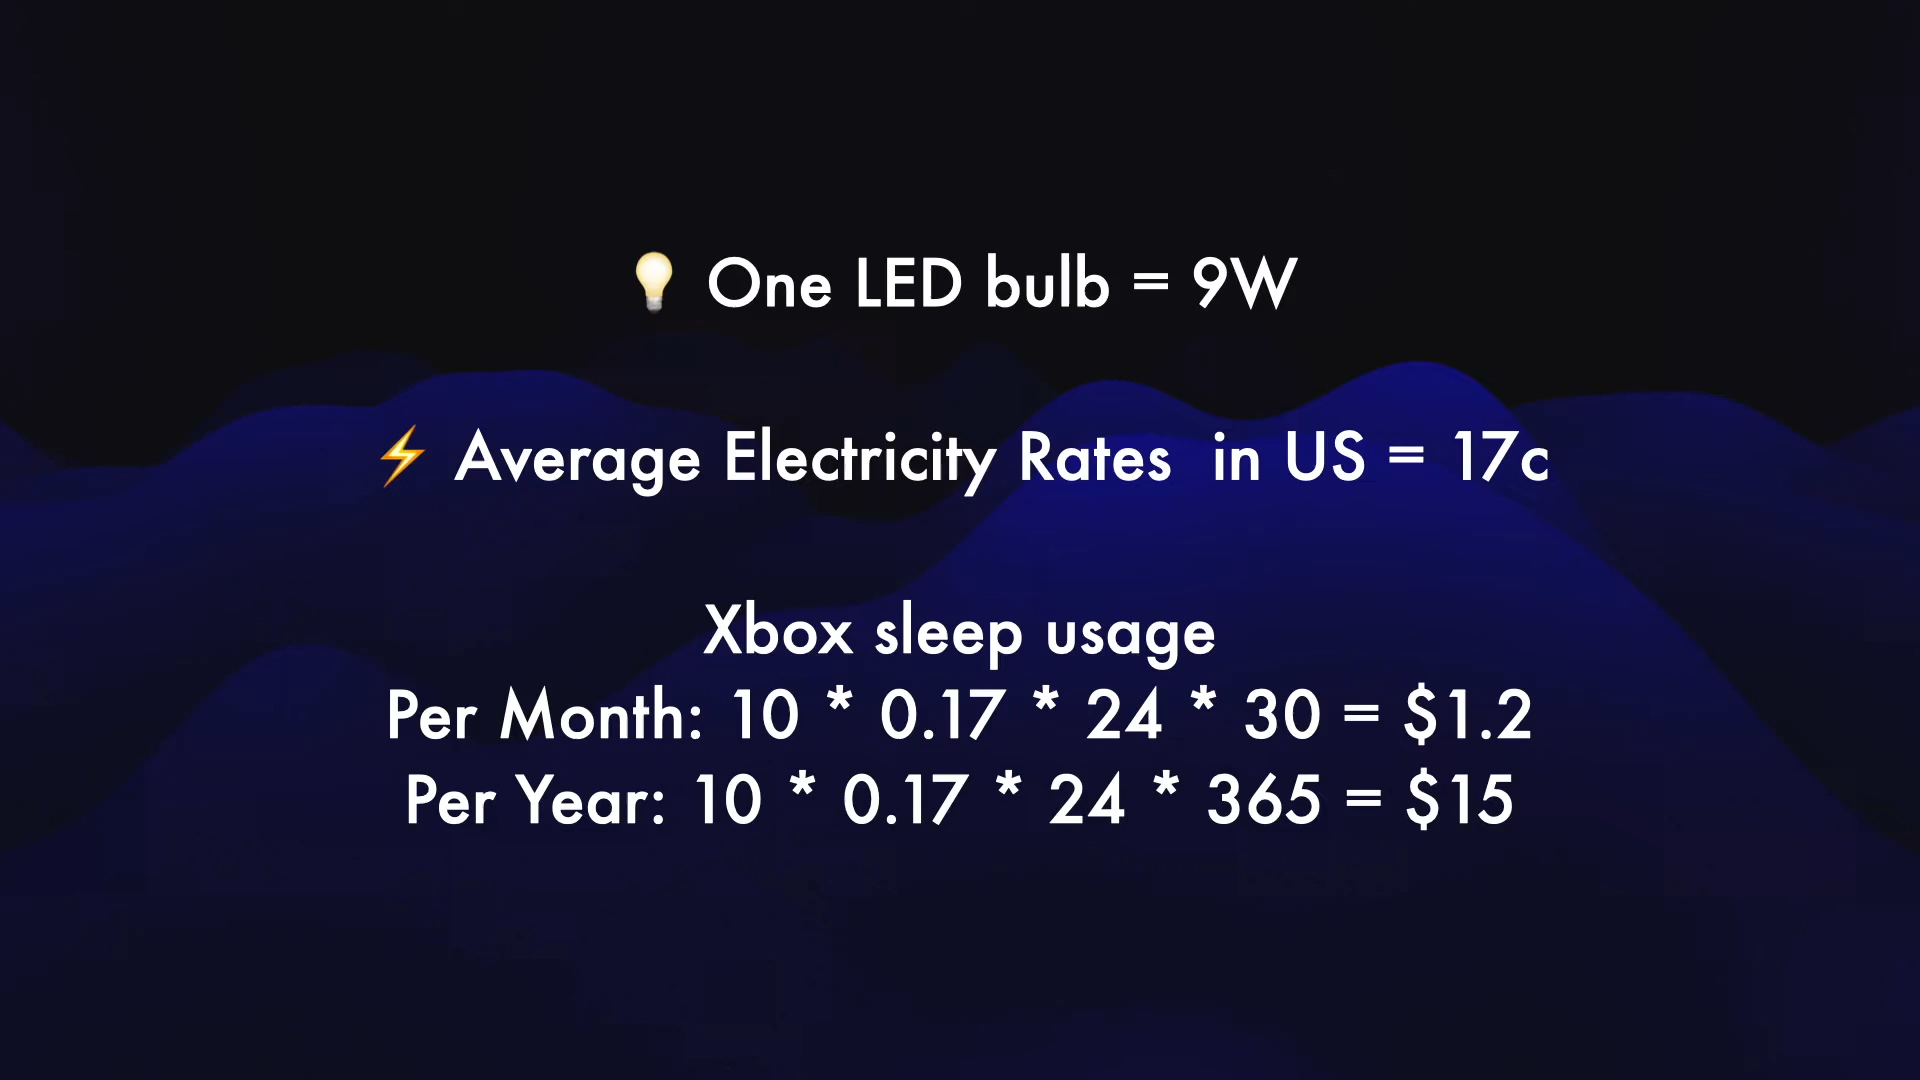 💡 One LED bulb = 9W
⚡ Average Electricity Rates  in US = 17c
Xbox sleep usage
Per Month: 10 * 0.17 * 24 * 30 = $1.2
Per Year: 10 * 0.17 * 24 * 365 = $15